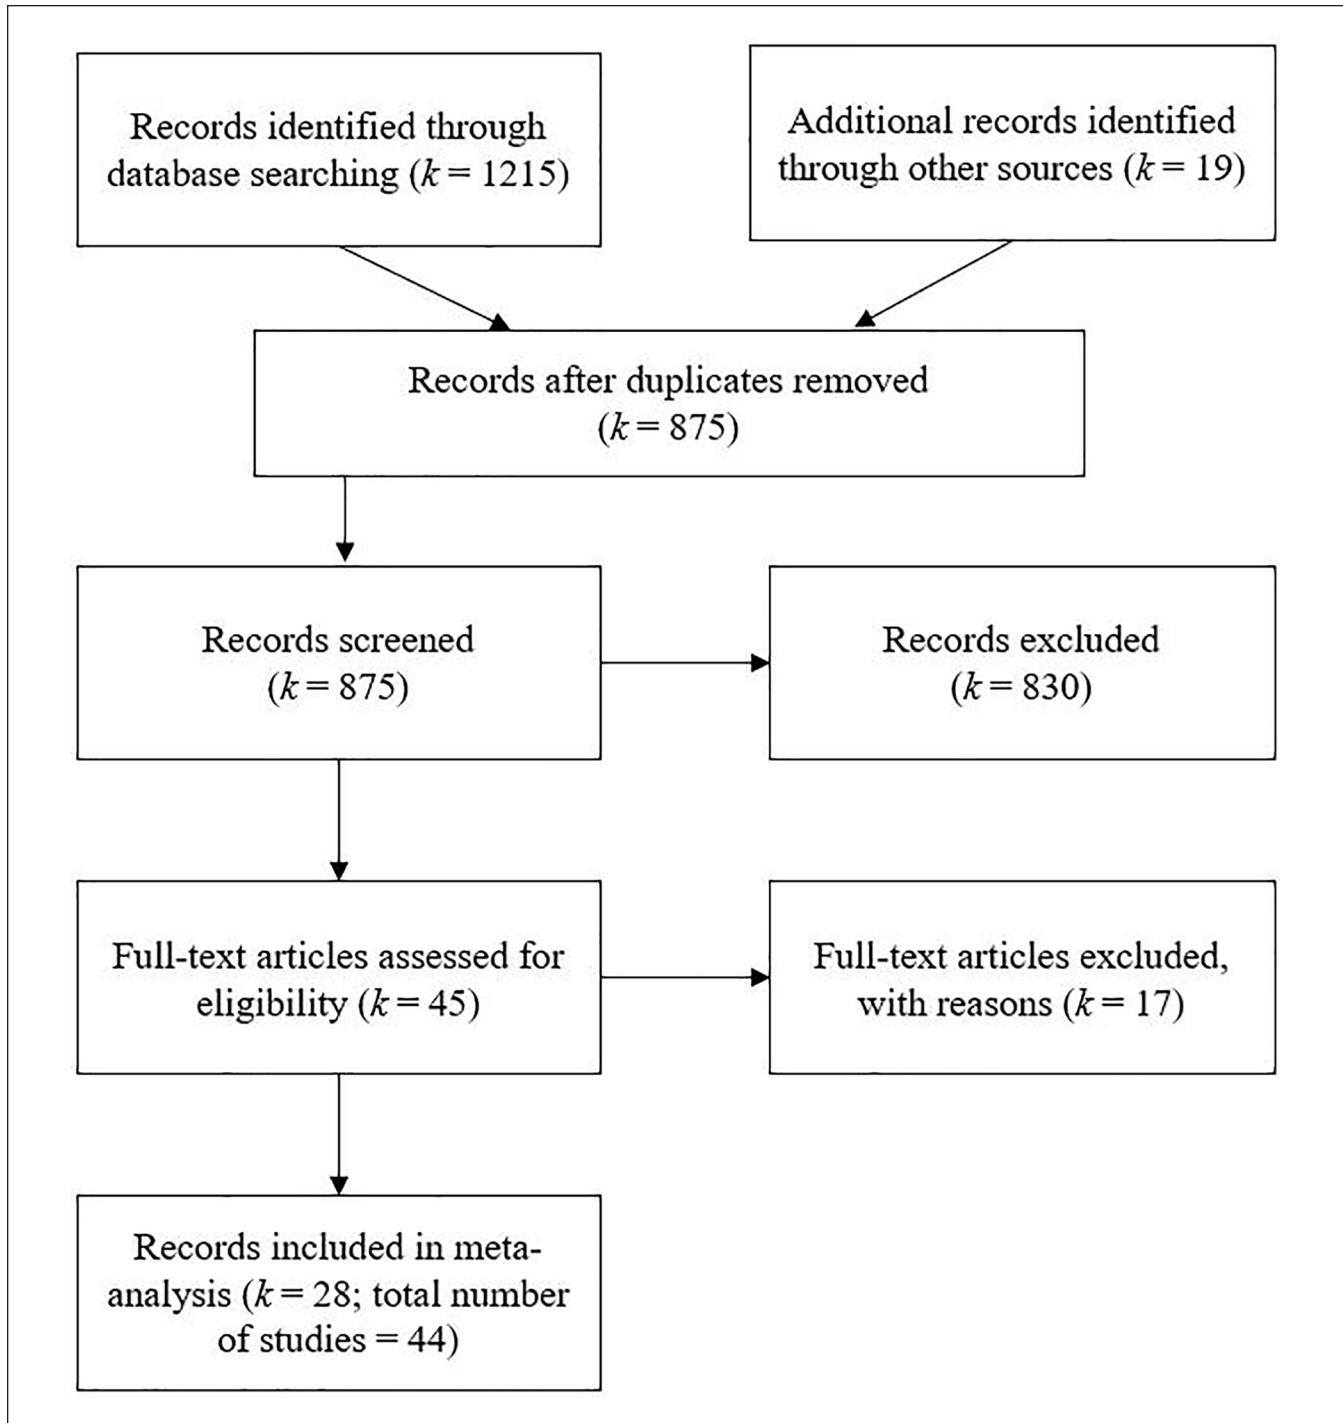 Records identified through
database searching (k = 1215)
Additional records identified
through other sources (k = 19)
Records after duplicates removed
(k = 875)
Records screened
(k = 875)
Records excluded
(k = 830)
Full-text articles assessed for
eligibility (k = 45)
Full-text articles excluded,
with reasons (k = 17)
Records included in meta-
analysis (k = 28; total number
of studies = 44)